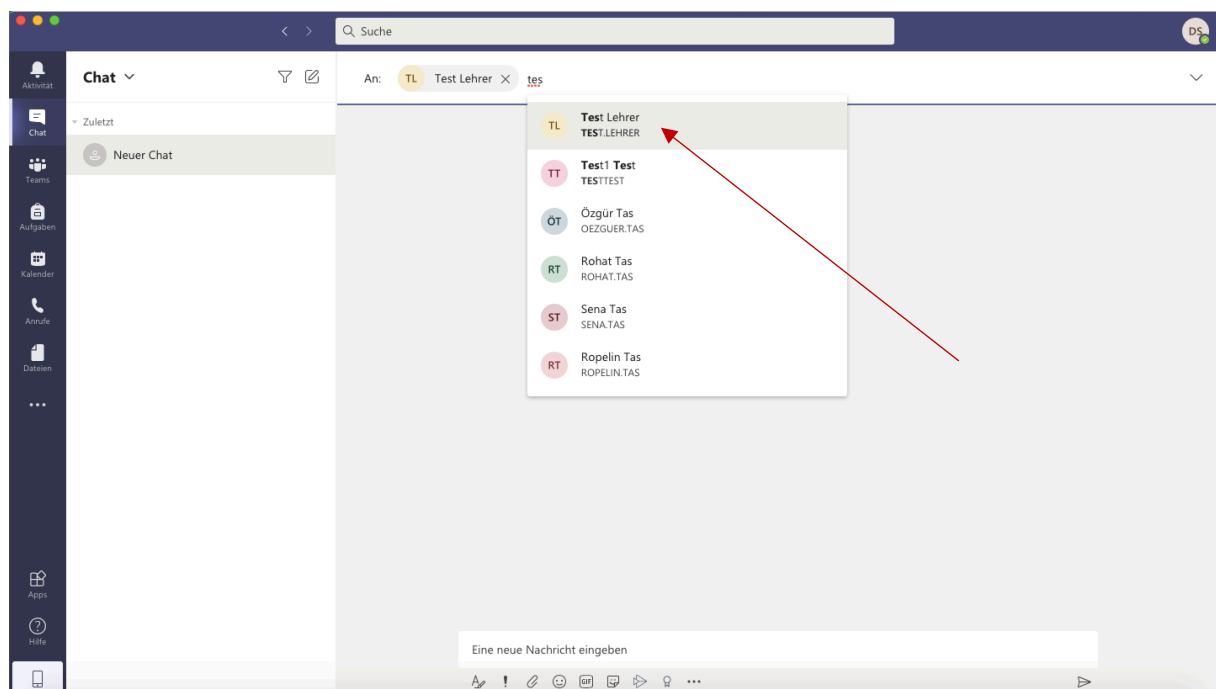 Suche
DS
Aktivität
Chat
Teams
Aufgaben
Kalender
Anrufe
Dateien
Apps
Hilfe
Chat
Zuletzt
Neuer Chat
An: TL Test Lehrer tes
TL Test Lehrer
TEST.LEHRER
TT Test1 Test
TESTTEST
ÖT Özgür Tas
OEZGUER.TAS
RT Rohat Tas
ROHAT.TAS
ST Sena Tas
SENA.TAS
RT Ropelin Tas
ROPELIN.TAS
Eine neue Nachricht eingeben
GIF